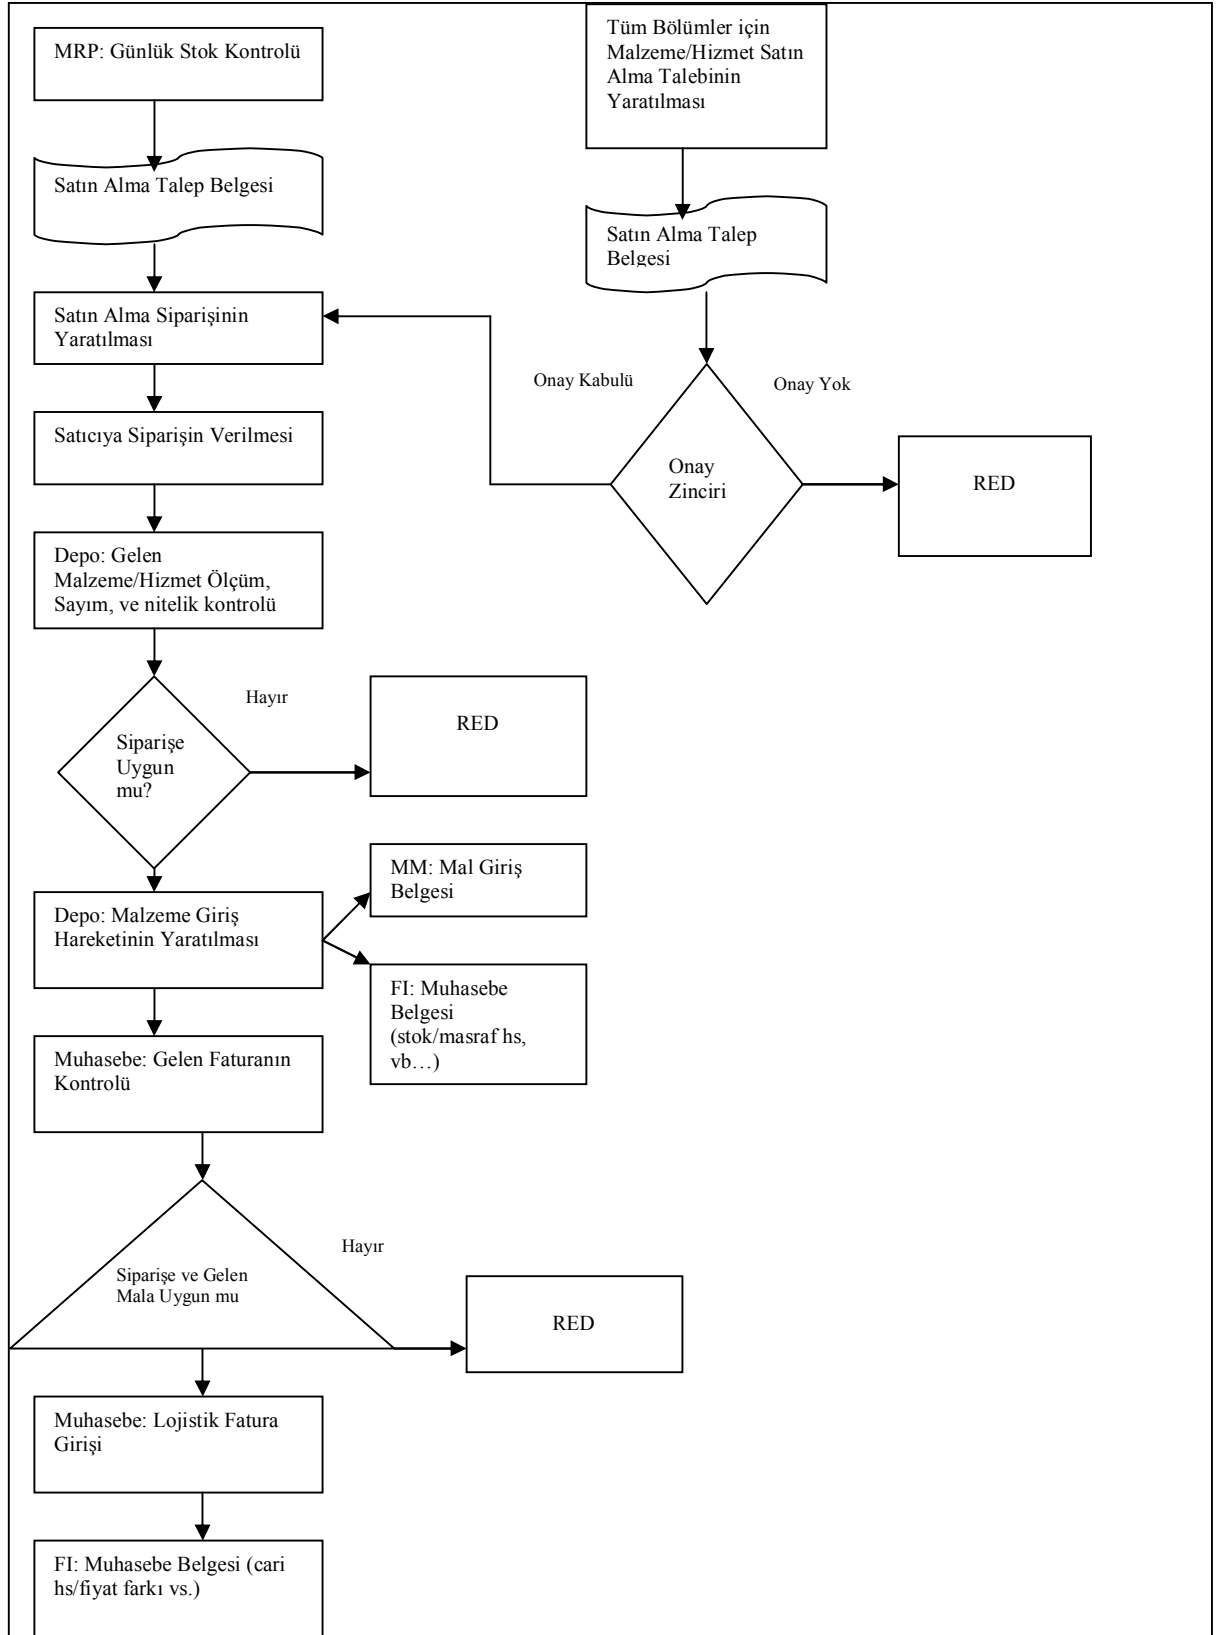 MRP: Günlük Stok Kontrolü
Tüm Bölümler için
Malzeme/Hizmet Satın
Alma Talebinin
Yaratılması
Satın Alma Talep Belgesi
Satın Alma Talep
Belgesi
Satın Alma Siparişinin
Yaratılması
Onay Kabulü
Onay Yok
Satıcıya Siparişin Verilmesi
Onay
Zinciri
RED
Depo: Gelen
Malzeme/Hizmet Ölçüm,
Sayım, ve nitelik kontrolü
Hayır
Siparişe
Uygun
mu?
RED
MM: Mal Giriş
Belgesi
Depo: Malzeme Giriş
Hareketinin Yaratılması
FI: Muhasebe
Belgesi
(stok/masraf hs,
vb…)
Muhasebe: Gelen Faturanın
Kontrolü
Hayır
Siparişe ve Gelen
Mala Uygun mu
RED
Muhasebe: Lojistik Fatura
Girişi
FI: Muhasebe Belgesi (cari
hs/fiyat farkı vs.)